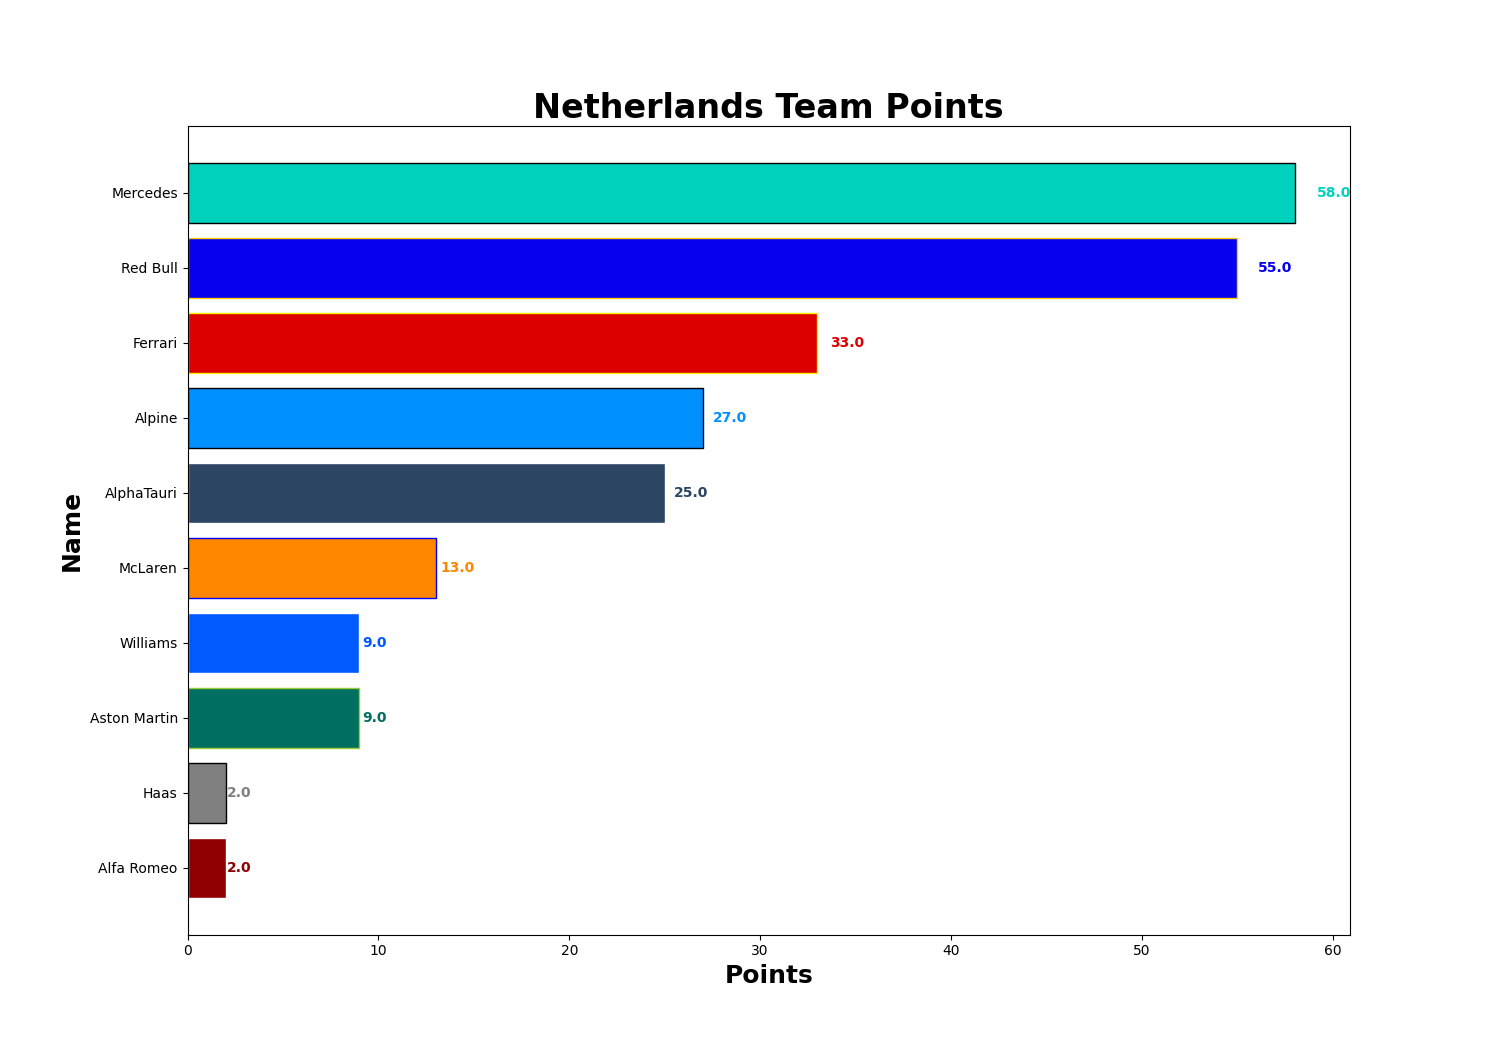 Netherlands Team Points
Mercedes 58.0
Red Bull 55.0
Ferrari 33.0
Alpine 27.0
AlphaTauri 25.0
Name
McLaren 13.0
Williams 9.0
Aston Martin 9.0
Haas 2.0
Alfa Romeo 2.0
0 10 20 30 40 50 60
Points